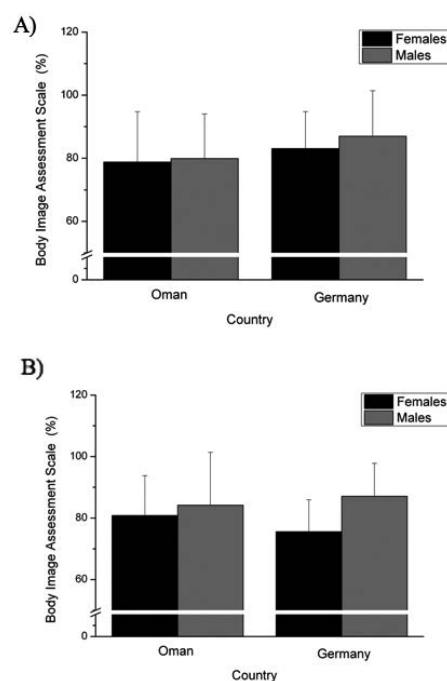 A)
Body Image Assessment Scale (%)
120
100
80
60
0
Females
Males
Oman
Germany
Country
B)
Body Image Assessment Scale (%)
120
100
80
60
0
Females
Males
Oman
Germany
Country